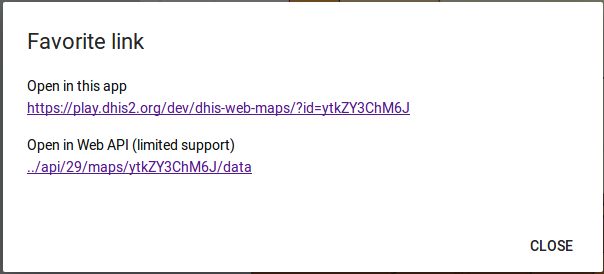 Favorite link
Open in this app
https://play.dhis2.org/dev/dhis-web-maps/?id=ytkZY3ChM6J
Open in Web API (limited support)
../api/29/maps/ytkZY3ChM6J/data
CLOSE